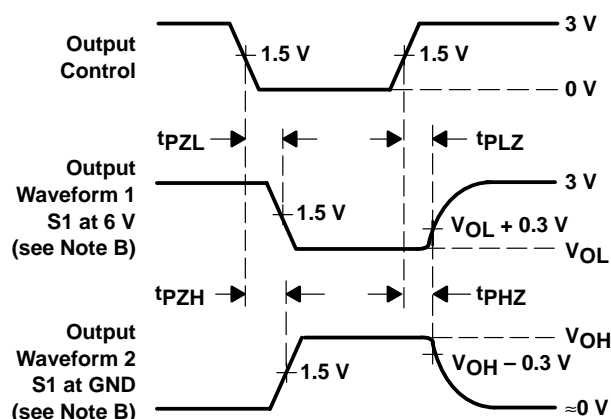 Output
Control
1.5 V
1.5 V
3 V
0 V
tPZL
tPLZ
Output
Waveform 1
S1 at 6 V
(see Note B)
1.5 V
3 V
VOL + 0.3 V
VOL
tPZH
tPHZ
Output
Waveform 2
S1 at GND
(see Note B)
1.5 V
VOH
VOH − 0.3 V
≈0 V